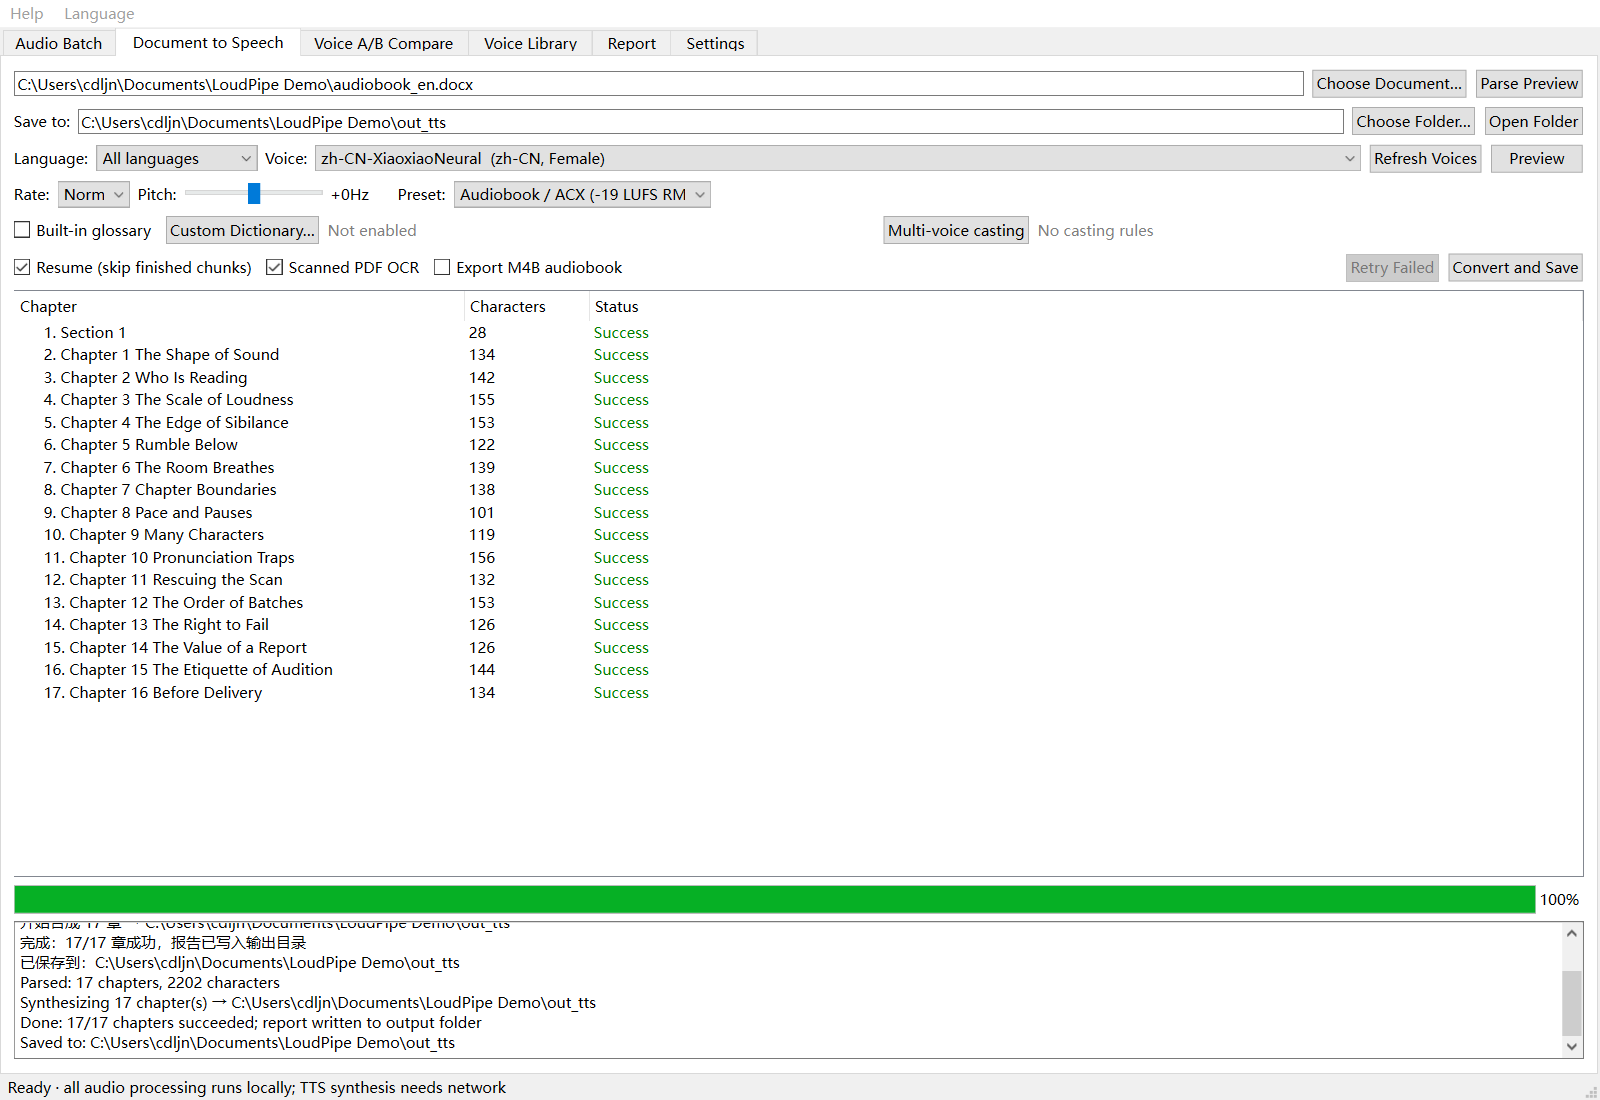 Help Language
Audio Batch Document to Speech Voice A/B Compare Voice Library Report Settings
C:\Users\cdljn\Documents\LoudPipe Demo\audiobook_en.docx Choose Document... Parse Preview
Save to: C:\Users\cdljn\Documents\LoudPipe Demo\out_tts Choose Folder... Open Folder
Language: All languages Voice: zh-CN-XiaoxiaoNeural (zh-CN, Female) Refresh Voices Preview
Rate: Norm Pitch: +0Hz Preset: Audiobook / ACX (-19 LUFS RM
Built-in glossary Custom Dictionary... Not enabled Multi-voice casting No casting rules
Resume (skip finished chunks) Scanned PDF OCR Export M4B audiobook Retry Failed Convert and Save
Chapter Characters Status
1. Section 1 28 Success
2. Chapter 1 The Shape of Sound 134 Success
3. Chapter 2 Who Is Reading 142 Success
4. Chapter 3 The Scale of Loudness 155 Success
5. Chapter 4 The Edge of Sibilance 153 Success
6. Chapter 5 Rumble Below 122 Success
7. Chapter 6 The Room Breathes 139 Success
8. Chapter 7 Chapter Boundaries 138 Success
9. Chapter 8 Pace and Pauses 101 Success
10. Chapter 9 Many Characters 119 Success
11. Chapter 10 Pronunciation Traps 156 Success
12. Chapter 11 Rescuing the Scan 132 Success
13. Chapter 12 The Order of Batches 153 Success
14. Chapter 13 The Right to Fail 126 Success
15. Chapter 14 The Value of a Report 126 Success
16. Chapter 15 The Etiquette of Audition 144 Success
17. Chapter 16 Before Delivery 134 Success
100%
开始合成 17 章 → C:\Users\cdljn\Documents\LoudPipe Demo\out_tts
完成：17/17 章成功，报告已写入输出目录
已保存到：C:\Users\cdljn\Documents\LoudPipe Demo\out_tts
Parsed: 17 chapters, 2202 characters
Synthesizing 17 chapter(s) → C:\Users\cdljn\Documents\LoudPipe Demo\out_tts
Done: 17/17 chapters succeeded; report written to output folder
Saved to: C:\Users\cdljn\Documents\LoudPipe Demo\out_tts
Ready · all audio processing runs locally; TTS synthesis needs network